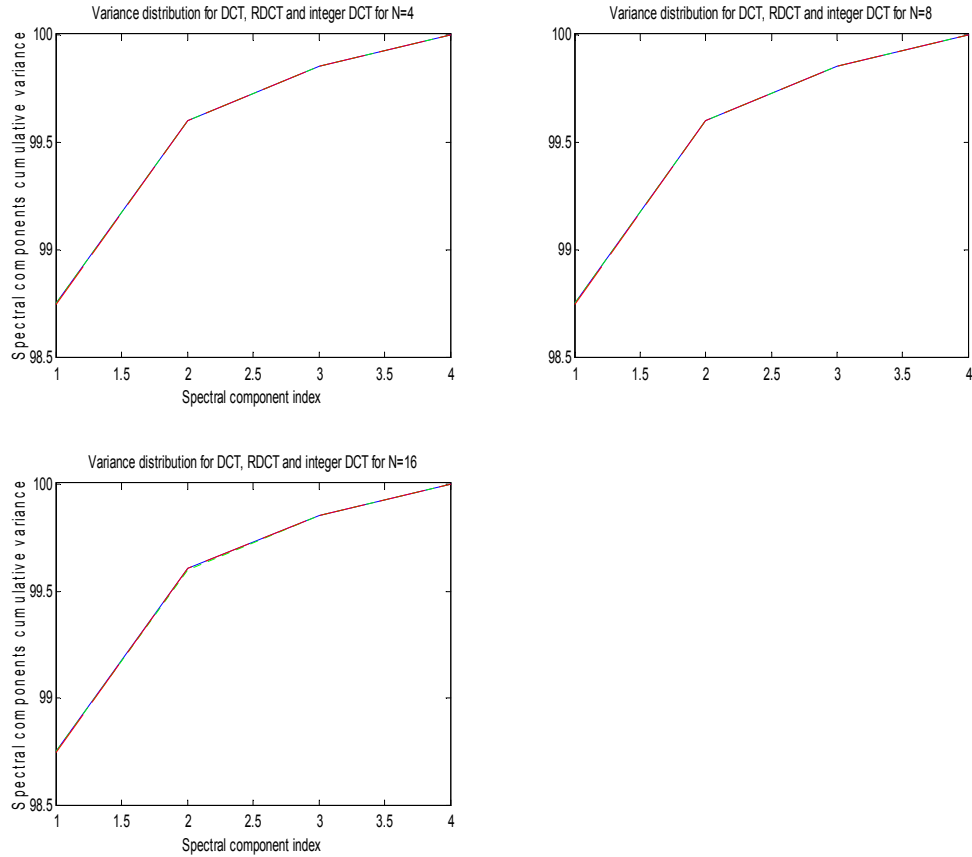 Variance distribution for DCT, RDCT and integer DCT for N=4
Spectral components cumulative variance
100
99.5
99
98.5
1 1.5 2 2.5 3 3.5 4
Spectral component index
Variance distribution for DCT, RDCT and integer DCT for N=8
100
99.5
99
98.5
1 1.5 2 2.5 3 3.5 4
Variance distribution for DCT, RDCT and integer DCT for N=16
Spectral components cumulative variance
100
99.5
99
98.5
1 1.5 2 2.5 3 3.5 4
Spectral component index